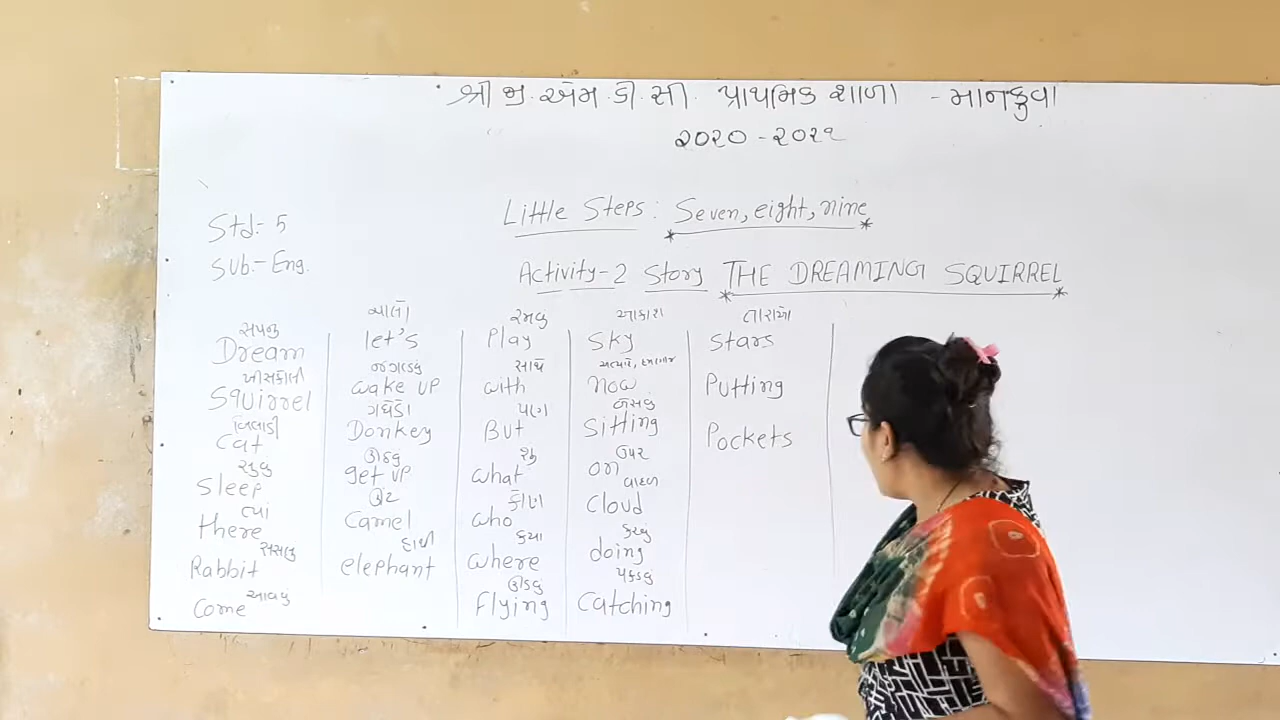 શ્રી જી.એમ.ડી.સી. પ્રાથમિક શાળા - માનકુવા
૨૦૨૦ - ૨૦૨૧
Little Steps: Seven, eight, nine
Std:- 5
Sub:- Eng.
Activity-2 Story THE DREAMING SQUIRREL
સપનુ
Dream
ખીસકોલી
Squirrel
બિલાડી
Cat
સુવુ
Sleep
ત્યાં
there
સસલુ
Rabbit
આવવુ
Come
ચાલો
let's
જગાડવું
wake up
ગધેડો
Donkey
ઊઠવુ
get up
ઊંટ
Camel
હાથી
elephant
રમવુ
Play
સાથે
with
પણ
But
શુ
what
કોણ
who
ક્યા
where
ઊડવુ
Flying
આકાશ
Sky
અત્યારે, હમણાજ
now
બેસવુ
Sitting
ઉપર
on
વાદળ
Cloud
કરવું
doing
પકડવુ
Catching
તારાઓ
Stars
Putting
Pockets